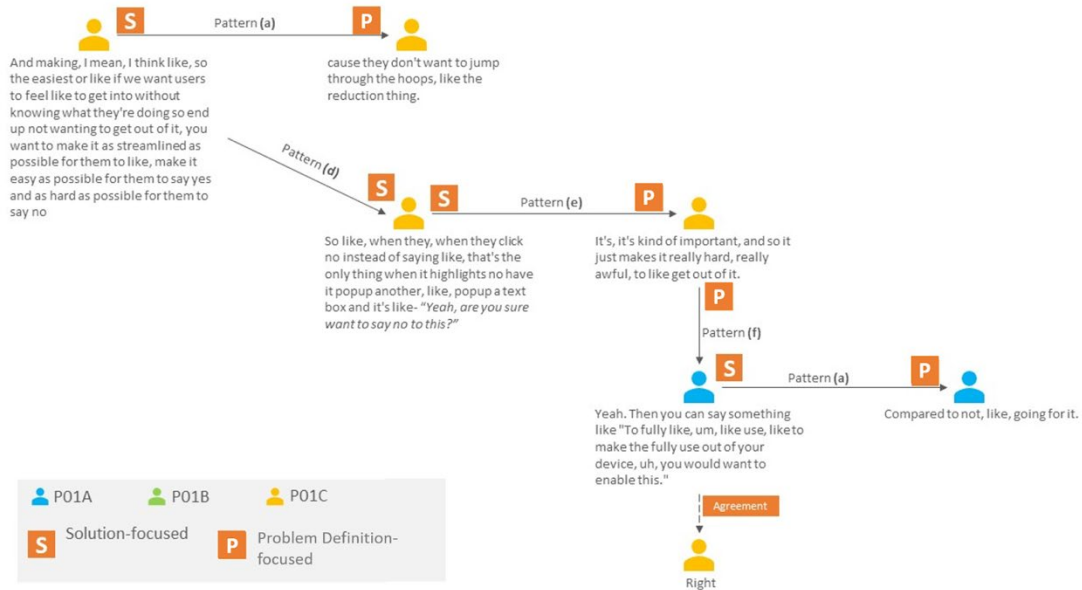 S
Pattern (a)
P
And making, I mean, I think like, so
the easiest or like if we want users
to feel like to get into without
knowing what they're doing so end
up not wanting to get out of it, you
want to make it as streamlined as
possible for them to like, make it
easy as possible for them to say yes
and as hard as possible for them to
say no
cause they don't want to jump
through the hoops, like the
reduction thing.
Pattern (d)
S
S
Pattern (e)
P
So like, when they, when they click
no instead of saying like, that's the
only thing when it highlights no have
it popup another, like, popup a text
box and it's like- “Yeah, are you sure
want to say no to this?”
It's, it's kind of important, and so it
just makes it really hard, really
awful, to like get out of it.
P
Pattern (f)
S
Pattern (a)
P
Yeah. Then you can say something
like "To fully like, um, like use, like to
make the fully use out of your
device, uh, you would want to
enable this."
Compared to not, like, going for it.
Agreement
Right
P01A
P01B
P01C
S
Solution-focused
P
Problem Definition-
focused